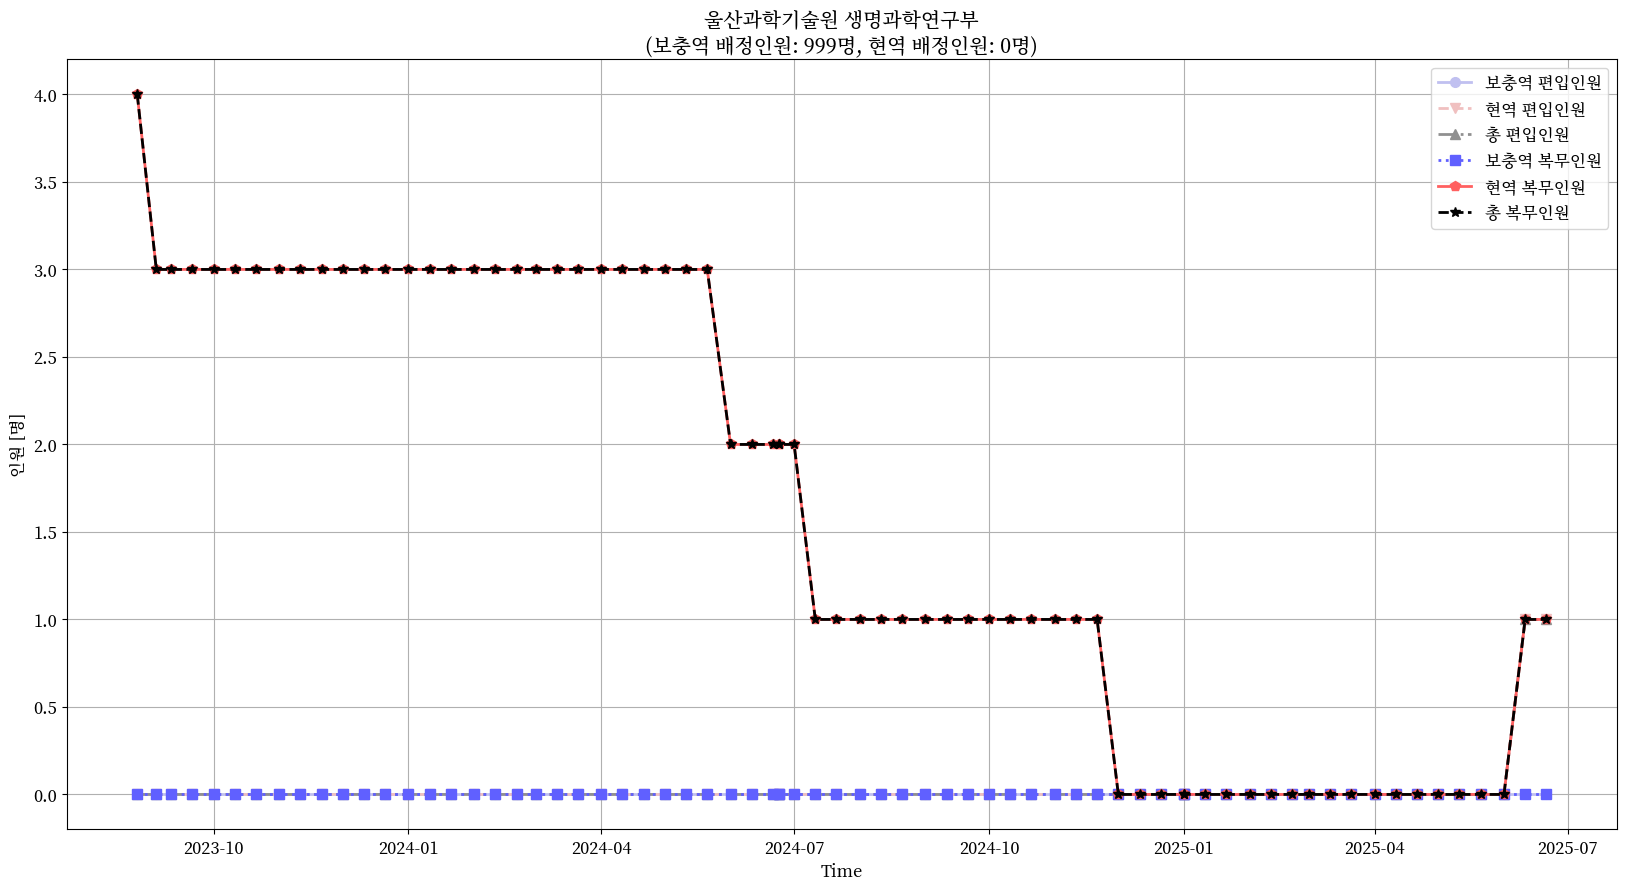 울산과학기술원 생명과학연구부
(보충역 배정인원: 999명, 현역 배정인원: 0명)
보충역 편입인원
현역 편입인원
총 편입인원
보충역 복무인원
현역 복무인원
총 복무인원
인원 [명]
4.0
3.5
3.0
2.5
2.0
1.5
1.0
0.5
0.0
2023-10
2024-01
2024-04
2024-07
2024-10
2025-01
2025-04
2025-07
Time